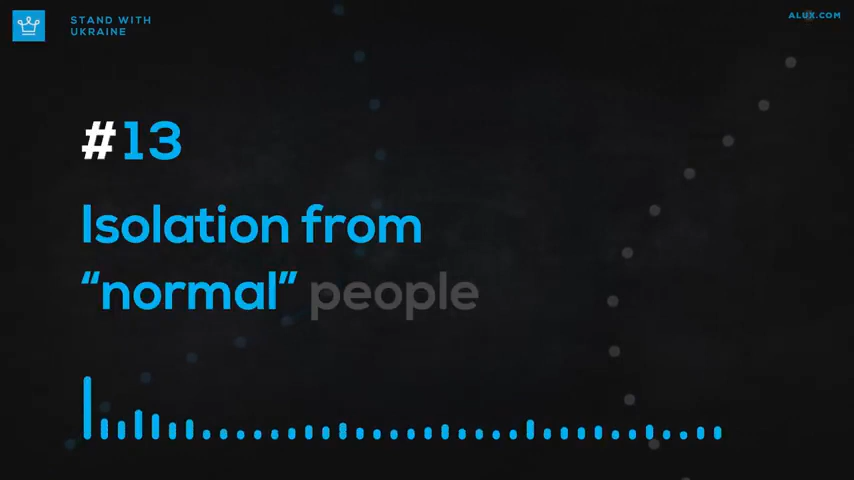 STAND WITH
UKRAINE
ALUX.COM
#13
Isolation from
“normal” people